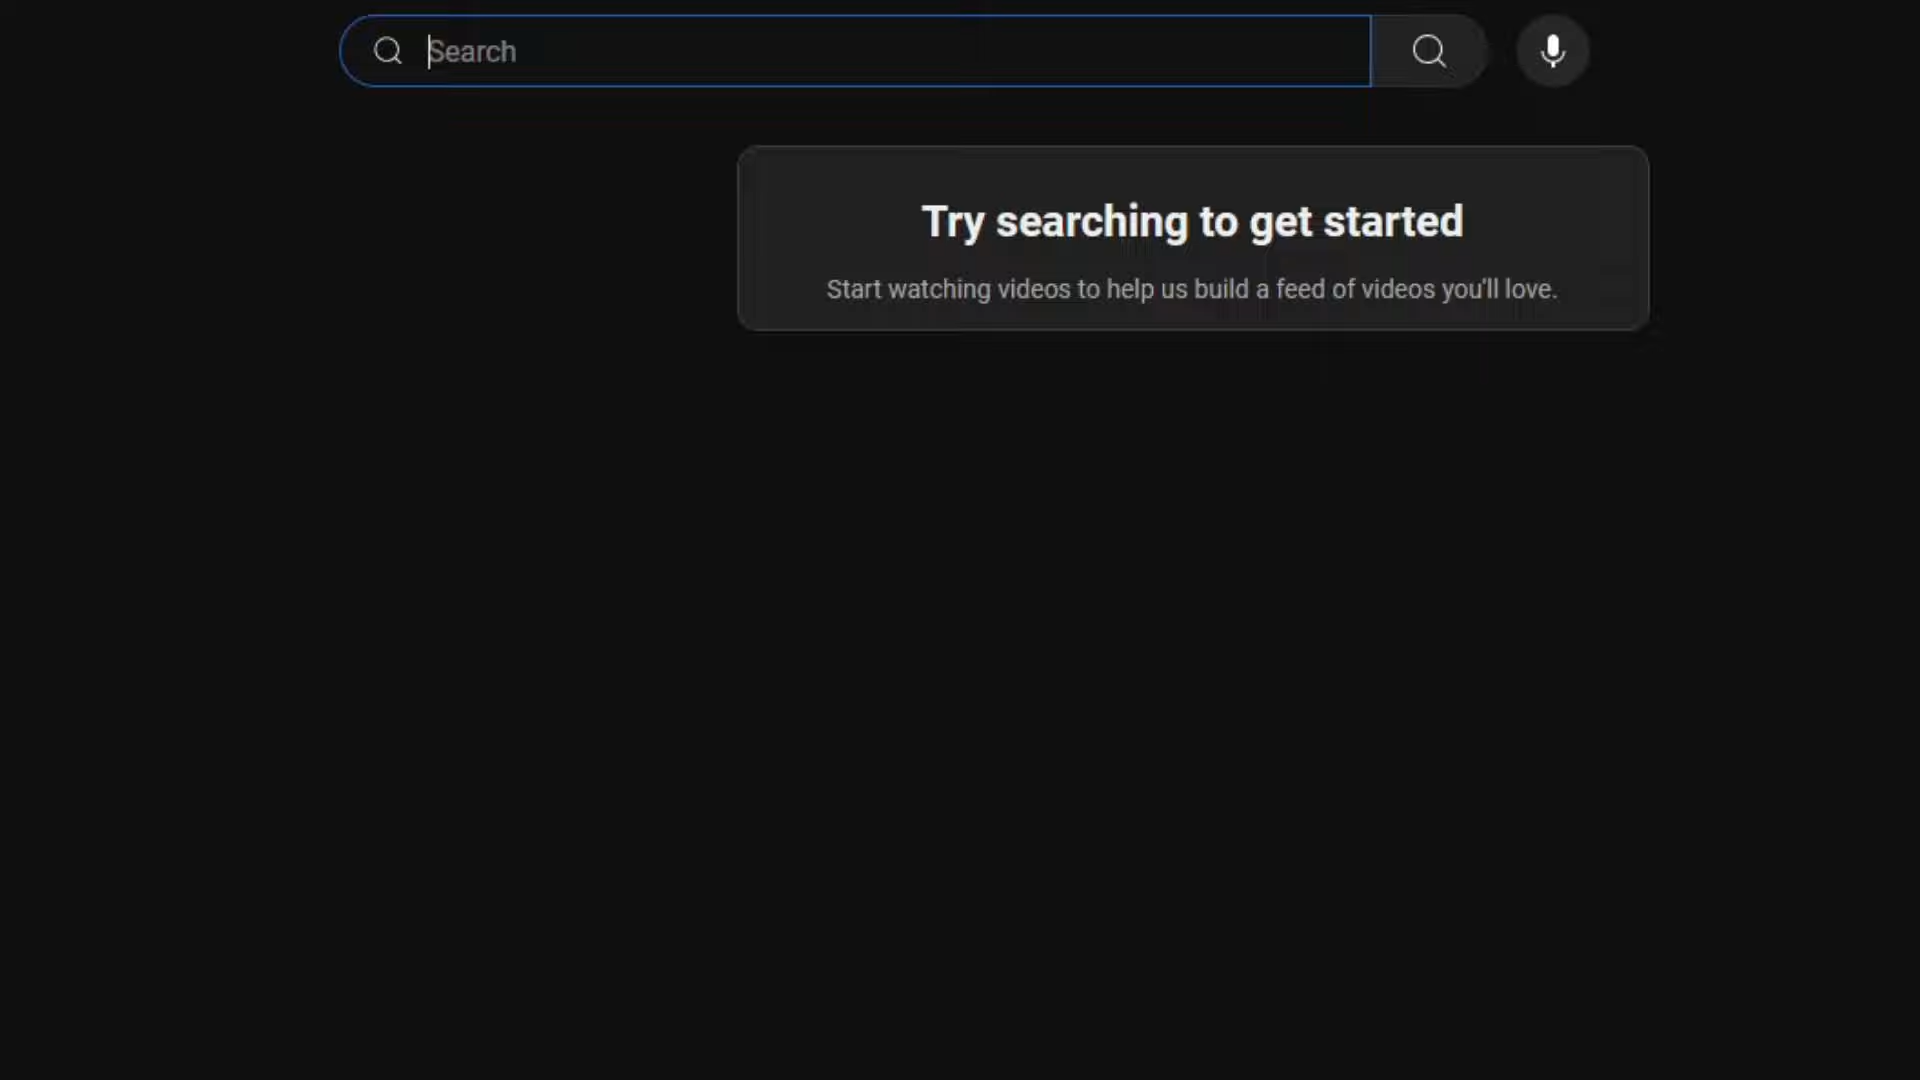 Search
Try searching to get started
Start watching videos to help us build a feed of videos you'll love.